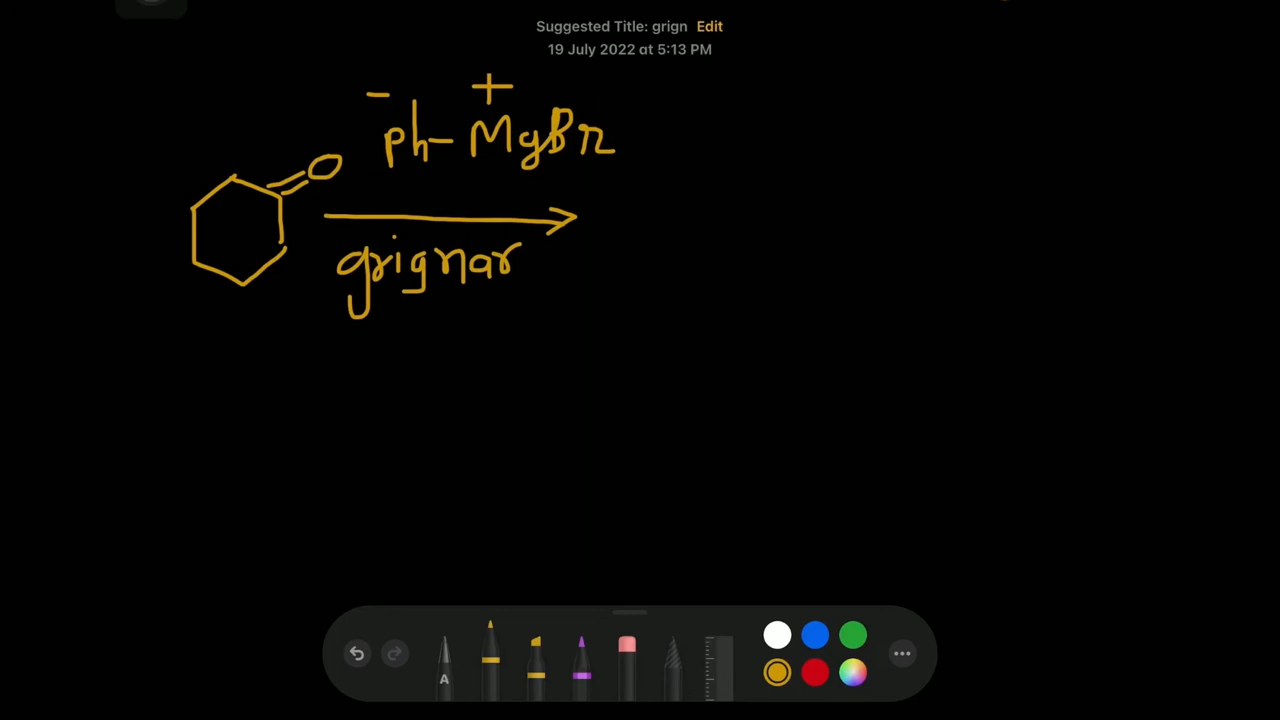 Suggested Title: grign Edit
19 July 2022 at 5:13 PM
- +
ph-MgBr
O
grignar
A